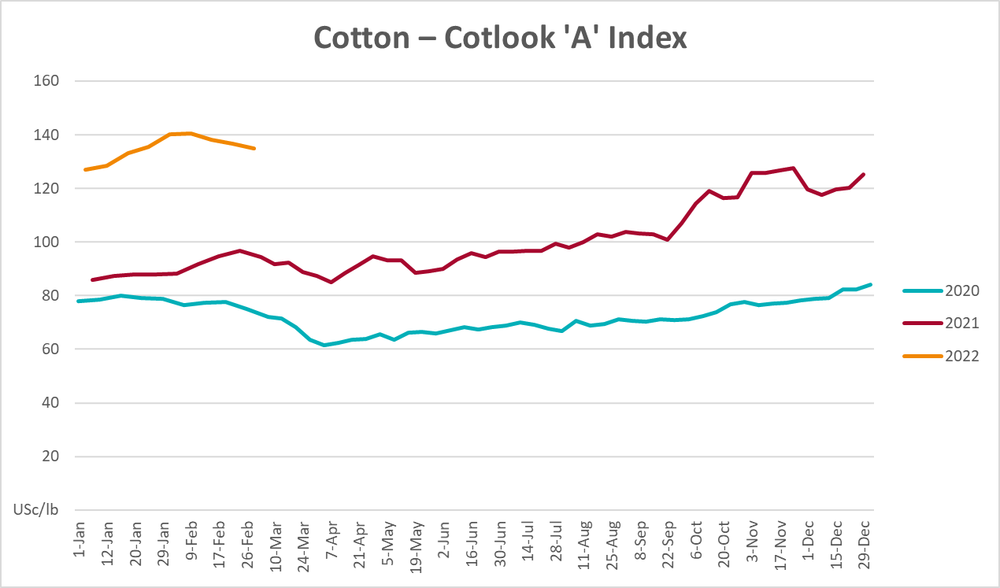 Cotton – Cotlook 'A' Index
160
140
120
100
80
60
40
20
USc/lb
1-Jan
12-Jan
20-Jan
29-Jan
9-Feb
17-Feb
26-Feb
10-Mar
24-Mar
7-Apr
21-Apr
5-May
19-May
2-Jun
16-Jun
30-Jun
14-Jul
28-Jul
11-Aug
25-Aug
8-Sep
22-Sep
6-Oct
20-Oct
3-Nov
17-Nov
1-Dec
15-Dec
29-Dec
2020
2021
2022